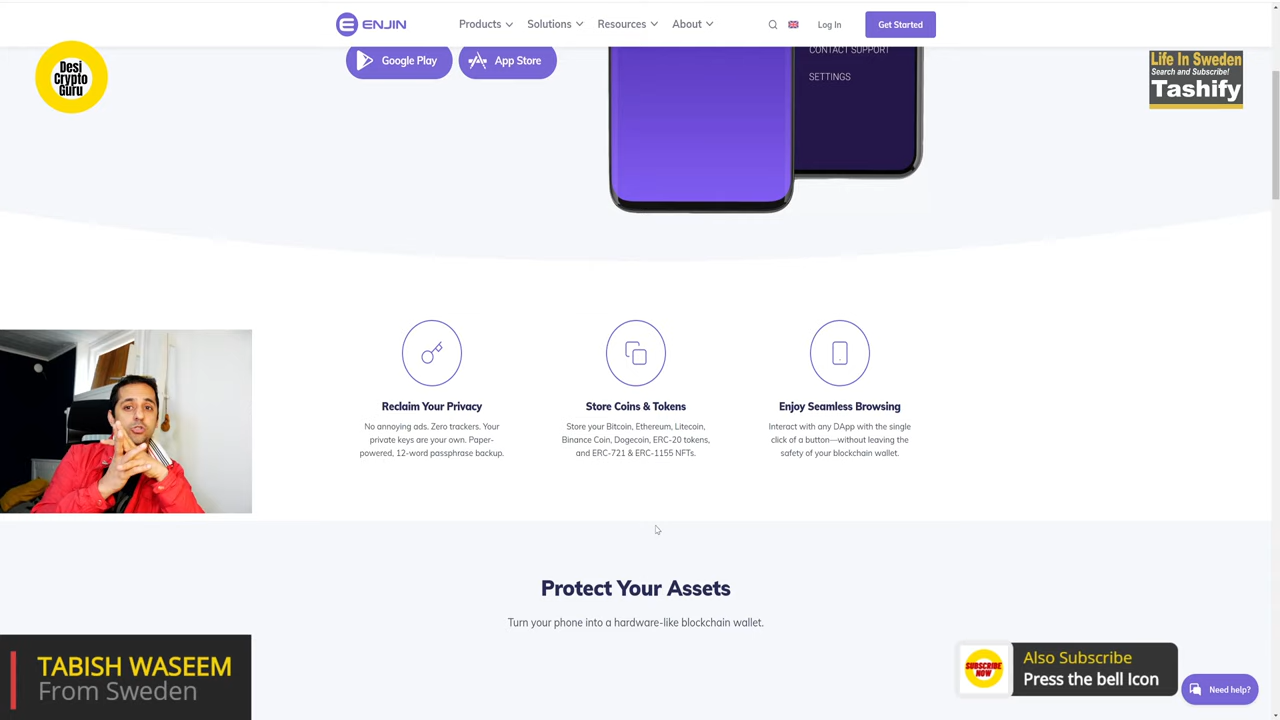 ENJIN
Products
Solutions
Resources
About
Log In
Get Started
Desi
Crypto
Guru
Google Play
App Store
CONTACT SUPPORT
SETTINGS
Life In Sweden
Search and Subscribe!
Tashify
Reclaim Your Privacy
No annoying ads. Zero trackers. Your
private keys are your own. Paper-
powered, 12-word passphrase backup.
Store Coins & Tokens
Store your Bitcoin, Ethereum, Litecoin,
Binance Coin, Dogecoin, ERC-20 tokens,
and ERC-721 & ERC-1155 NFTs.
Enjoy Seamless Browsing
Interact with any DApp with the single
click of a button—without leaving the
safety of your blockchain wallet.
Protect Your Assets
Turn your phone into a hardware-like blockchain wallet.
TABISH WASEEM
From Sweden
SUBSCRIBE
NOW
Also Subscribe
Press the bell Icon
Need help?